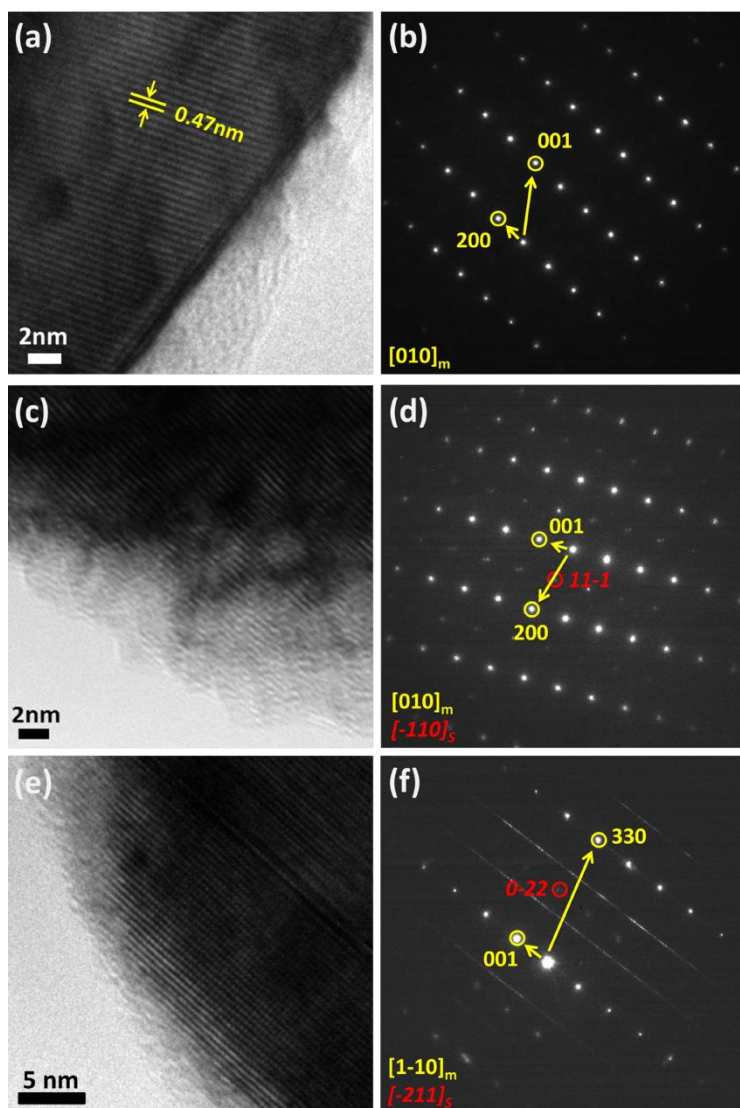 (a)
0.47nm
2nm
(b)
001
200
[010]m
(c)
2nm
(d)
001
11-1
200
[010]m
[-110]S
(e)
5 nm
(f)
330
0-22
001
[1-10]m
[-211]S